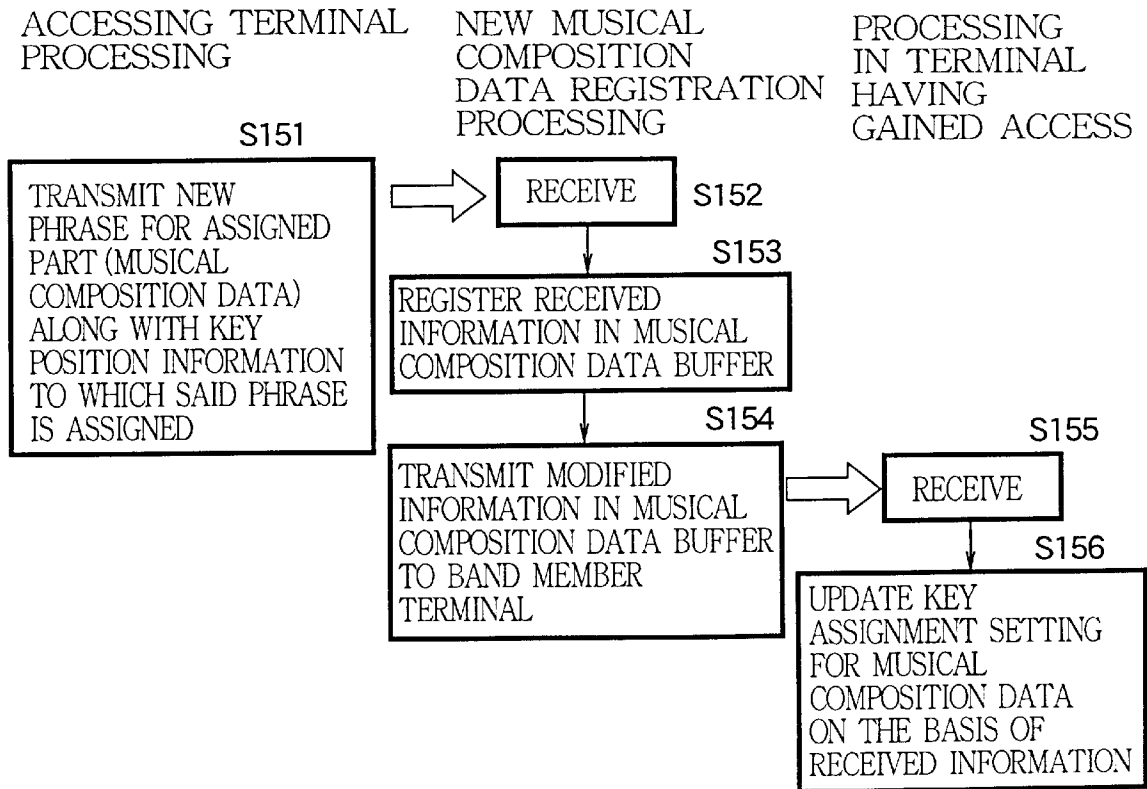 ACCESSING TERMINAL
PROCESSING
NEW MUSICAL
COMPOSITION
DATA REGISTRATION
PROCESSING
PROCESSING
IN TERMINAL
HAVING
GAINED ACCESS
S151
TRANSMIT NEW
PHRASE FOR ASSIGNED
PART (MUSICAL
COMPOSITION DATA)
ALONG WITH KEY
POSITION INFORMATION
TO WHICH SAID PHRASE
IS ASSIGNED
RECEIVE
S152
S153
REGISTER RECEIVED
INFORMATION IN MUSICAL
COMPOSITION DATA BUFFER
S154
TRANSMIT MODIFIED
INFORMATION IN MUSICAL
COMPOSITION DATA BUFFER
TO BAND MEMBER
TERMINAL
S155
RECEIVE
S156
UPDATE KEY
ASSIGNMENT SETTING
FOR MUSICAL
COMPOSITION DATA
ON THE BASIS OF
RECEIVED INFORMATION